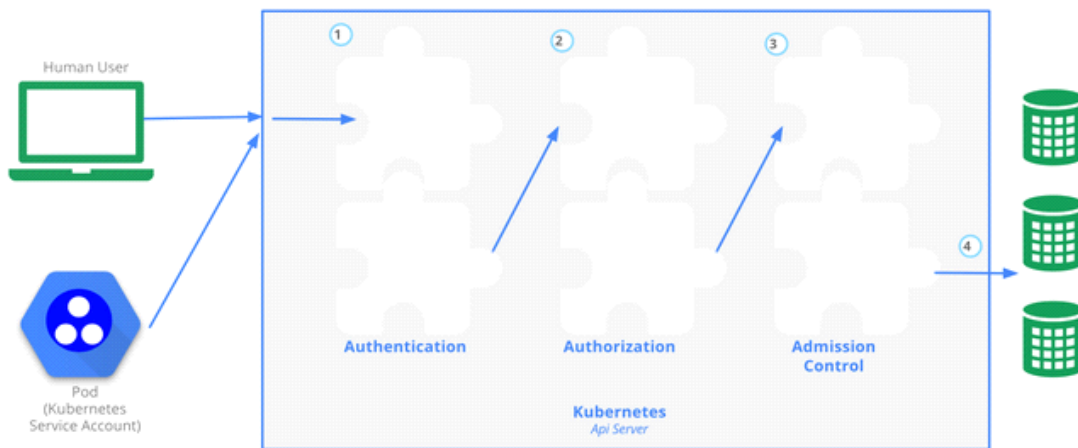 Human User
1
2
3
4
Pod
(Kubernetes
Service Account)
Authentication
Authorization
Admission
Control
Kubernetes
Api Server